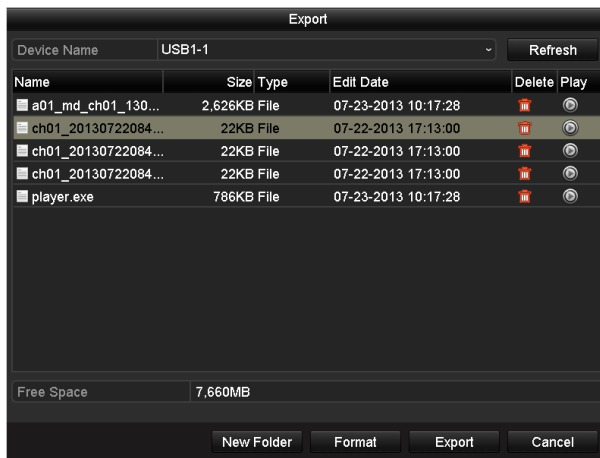 Export
Device Name USB1-1 Refresh
Name Size Type Edit Date Delete Play
a01_md_ch01_130... 2,626KB File 07-23-2013 10:17:28
ch01_20130722084... 22KB File 07-22-2013 17:13:00
ch01_20130722084... 22KB File 07-22-2013 17:13:00
ch01_20130722084... 22KB File 07-22-2013 17:13:00
player.exe 786KB File 07-23-2013 10:17:28
Free Space 7,660MB
New Folder Format Export Cancel